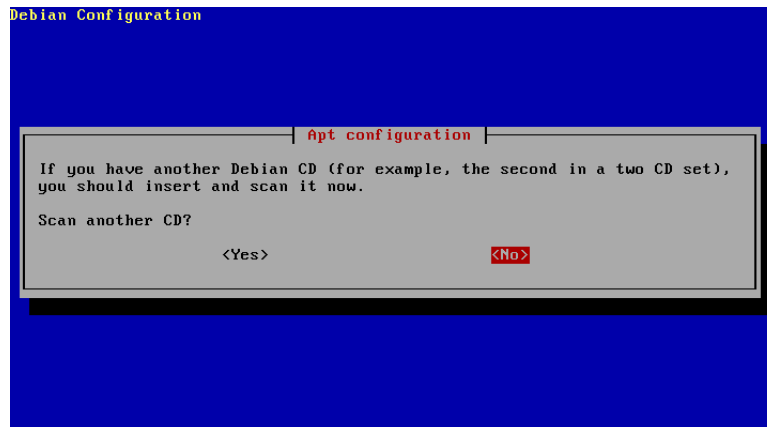 Debian Configuration
Apt configuration
If you have another Debian CD (for example, the second in a two CD set),
you should insert and scan it now.
Scan another CD?
<Yes> <No>